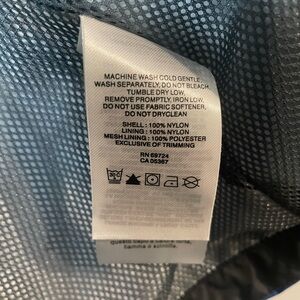 MACHINE WASH COLD GENTLE
WASH SEPARATELY, DO NOT BLEACH
TUMBLE DRY LOW,
REMOVE PROMPTLY, IRON LOW,
DO NOT USE FABRIC SOFTENER,
DO NOT DRYCLEAN
SHELL : 100% NYLON
LINING : 100% NYLON
MESH LINING : 100% POLYESTER
EXCLUSIVE OF TRIMMING
RN 69724
CA 05367